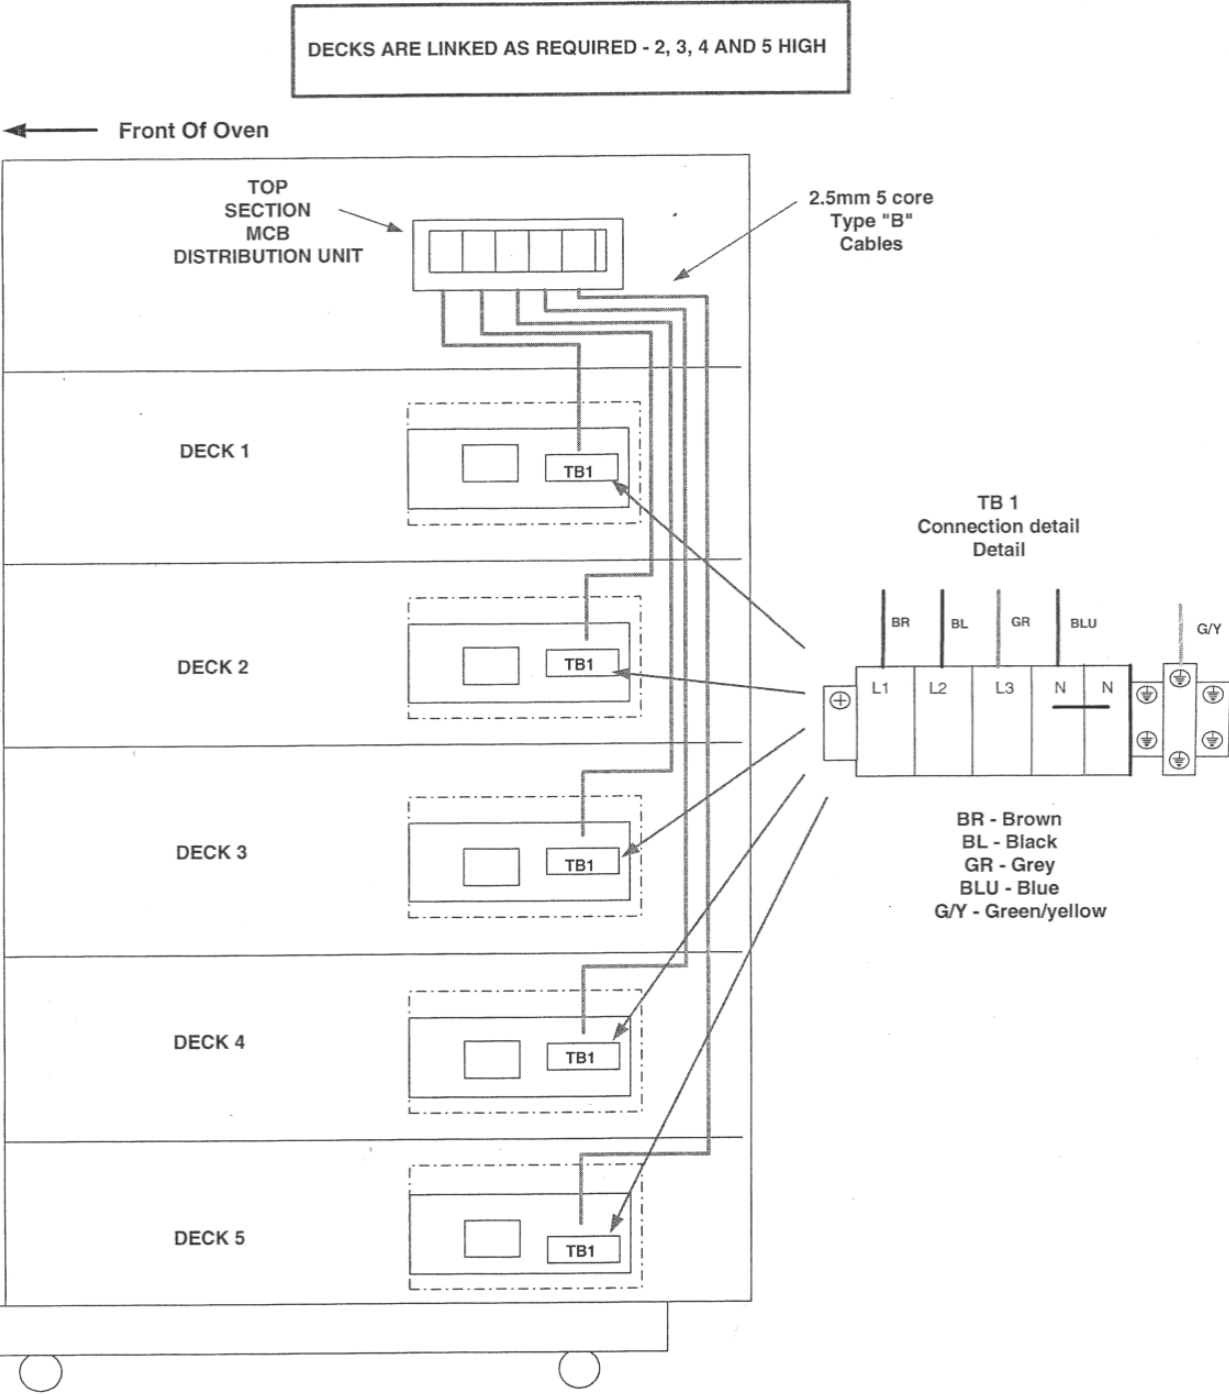 DECKS ARE LINKED AS REQUIRED - 2, 3, 4 AND 5 HIGH
Front Of Oven
TOP
SECTION
MCB
DISTRIBUTION UNIT
2.5mm 5 core
Type "B"
Cables
DECK 1
TB1
DECK 2
TB1
DECK 3
TB1
DECK 4
TB1
DECK 5
TB1
TB 1
Connection detail
Detail
BR
BL
GR
BLU
G/Y
L1
L2
L3
N
N
BR - Brown
BL - Black
GR - Grey
BLU - Blue
G/Y - Green/yellow